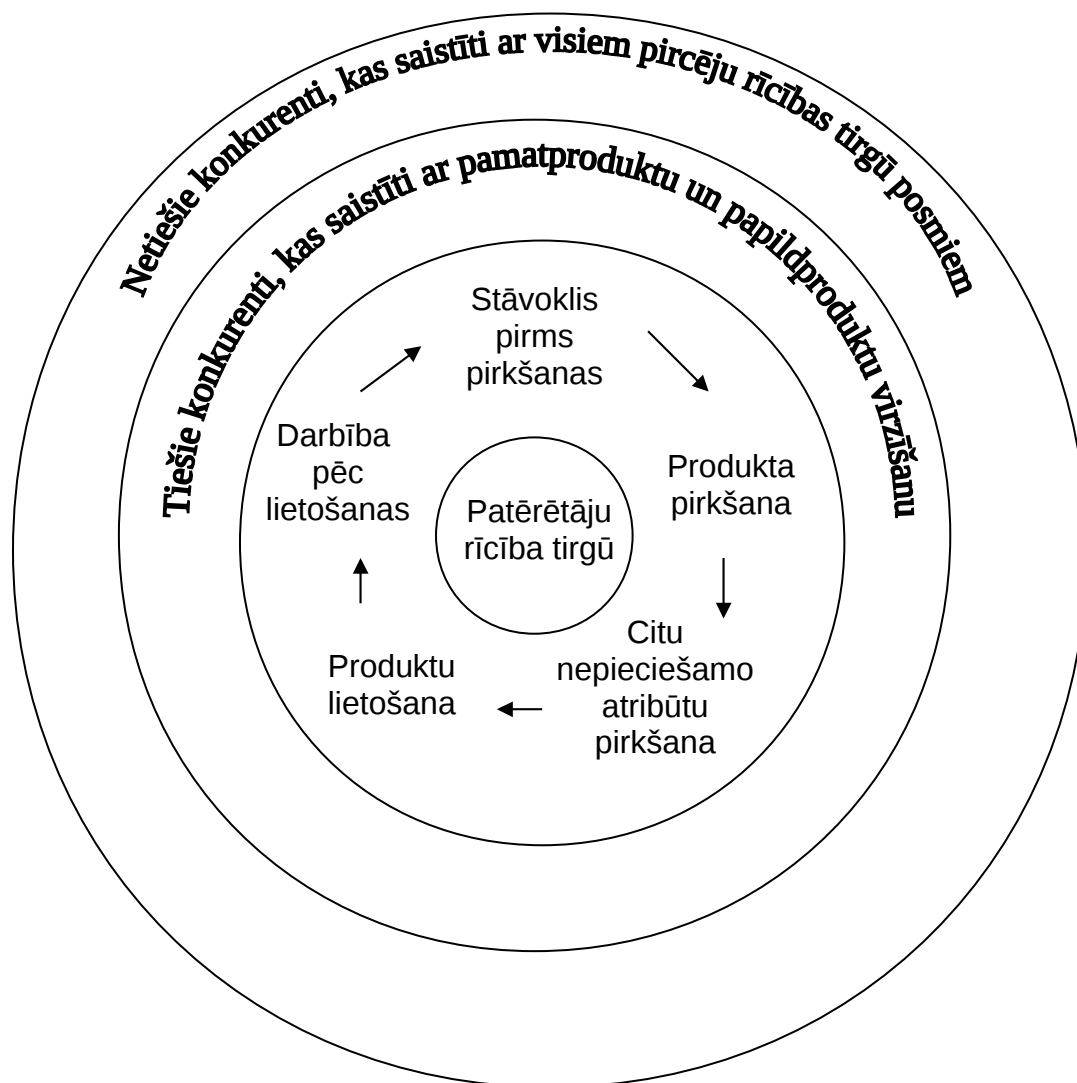 Netiešie konkurenti, kas saistīti ar visiem pircēju rīcības tirgū posmiem
Tiešie konkurenti, kas saistīti ar pamatproduktu un papildproduktu virzīšanu
Stāvoklis
pirms
pirkšanas
Produkta
pirkšana
Citu
nepieciešamo
atribūtu
pirkšana
Produktu
lietošana
Darbība
pēc
lietošanas
Patērētāju
rīcība tirgū